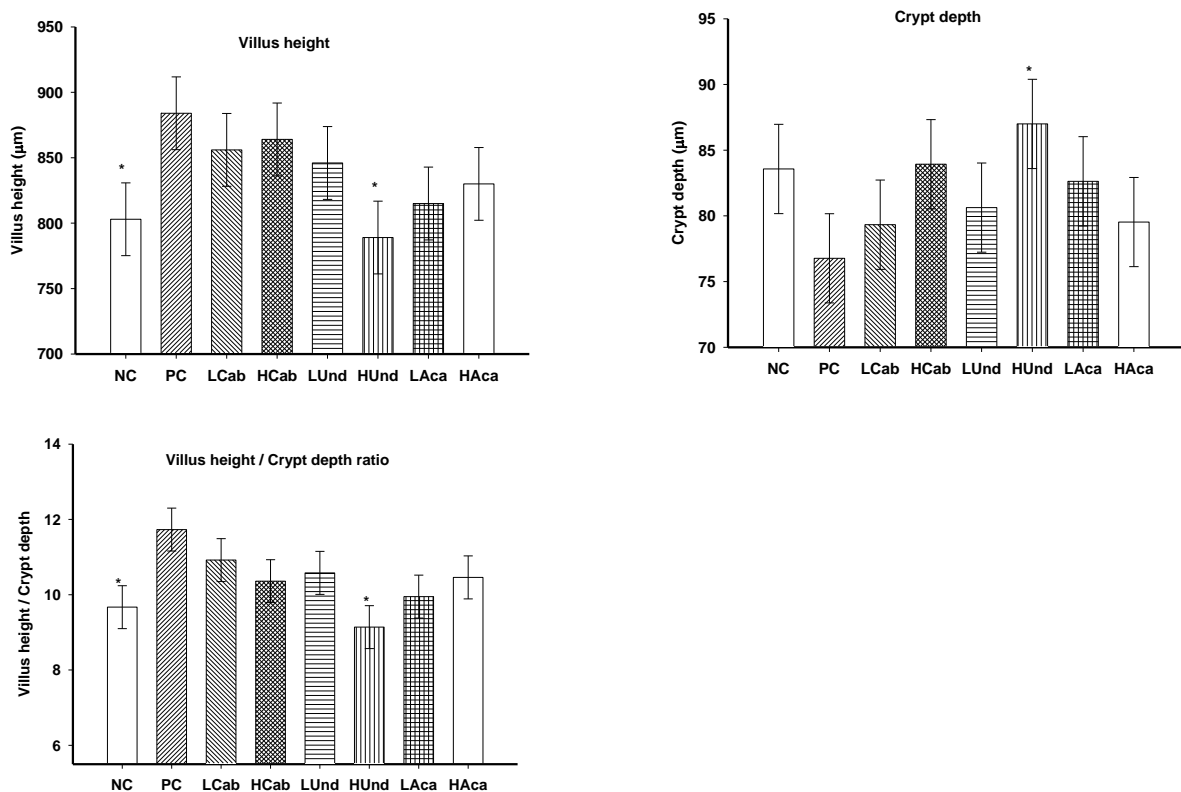 Villus height
Villus height (µm)
950
900
850
800
750
700
*
*
NC PC LCab HCab LUnd HUnd LAca HAca
Crypt depth
Crypt depth (µm)
95
90
85
80
75
70
*
NC PC LCab HCab LUnd HUnd LAca HAca
Villus height / Crypt depth ratio
Villus height / Crypt depth
14
12
10
8
6
*
*
NC PC LCab HCab LUnd HUnd LAca HAca